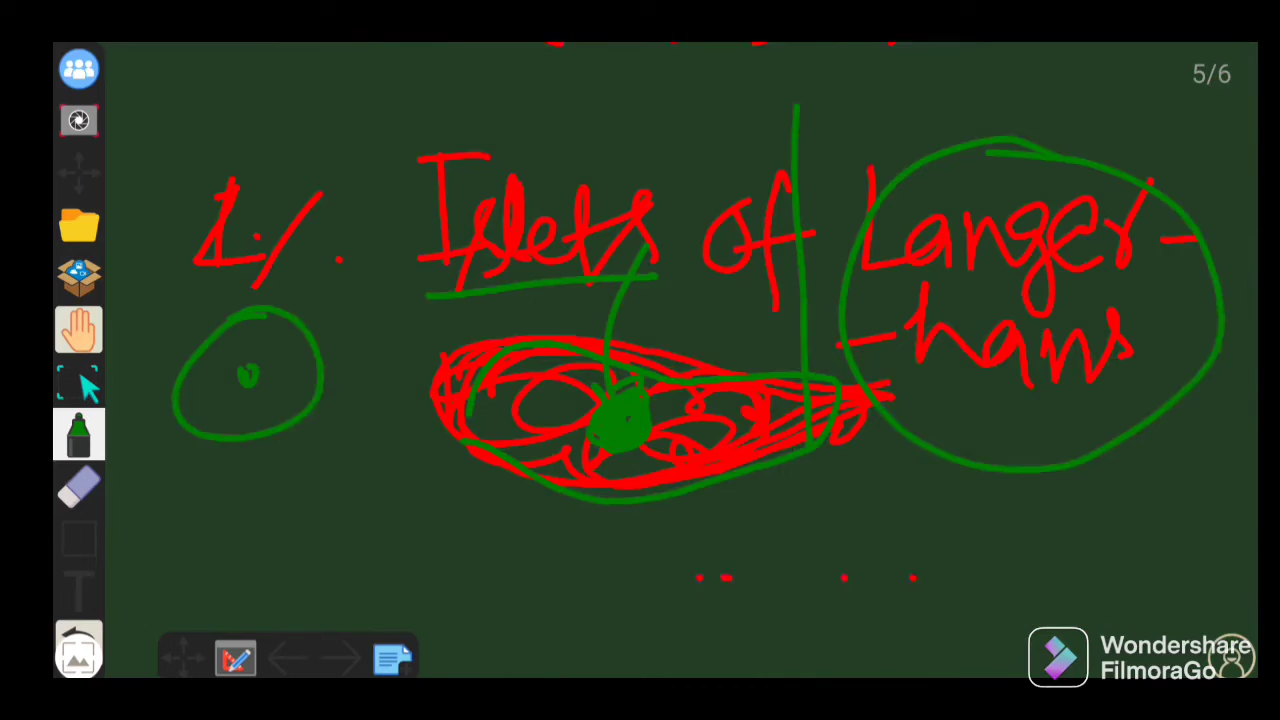 5/6
1/. Islets of Langer-
-hans
T
Wondershare
FilmoraGo